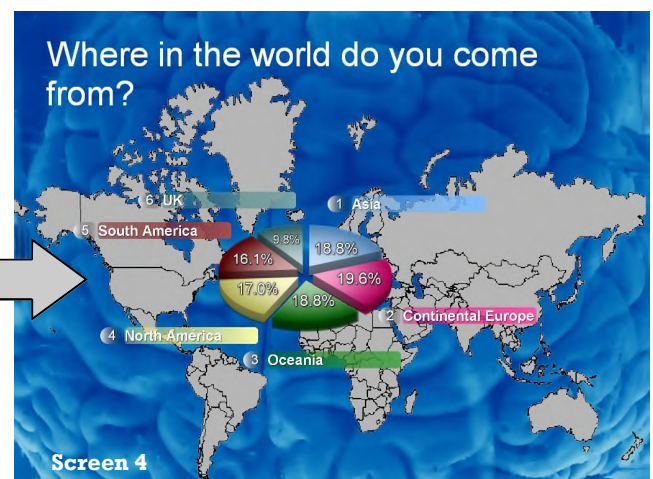 Where in the world do you come
from?
6 UK
1 Asia
5 South America
9.8%
18.8%
16.1%
19.6%
17.0%
18.8%
2 Continental Europe
4 North America
3 Oceania
Screen 4